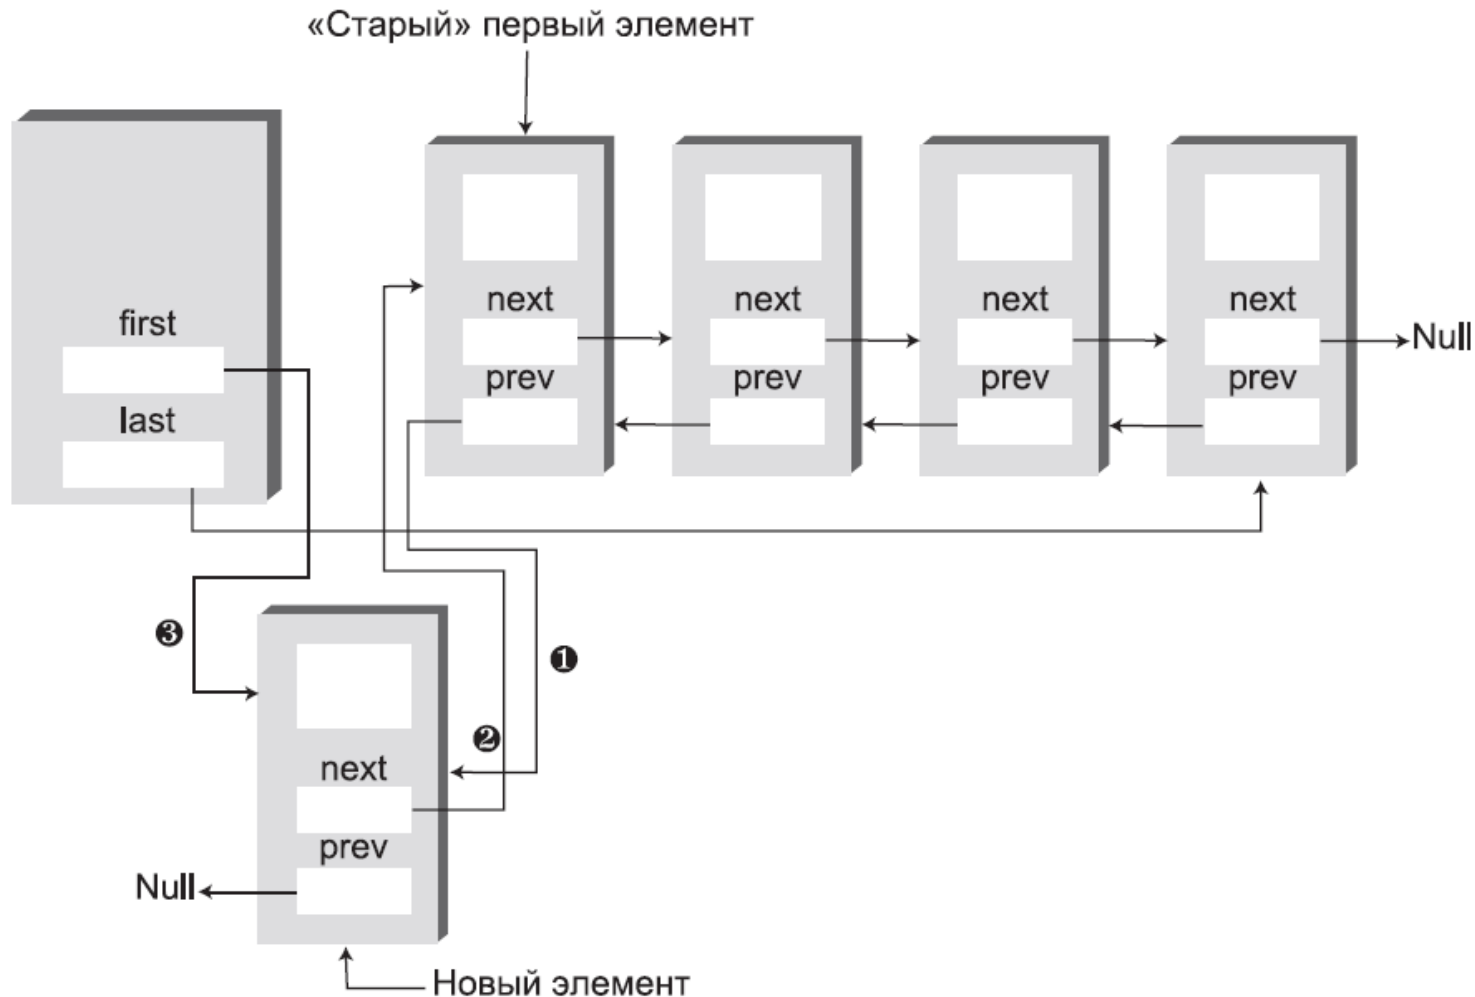 «Старый» первый элемент
first
last
next
prev
next
prev
next
prev
next
prev
Null
❸
❶
❷
next
prev
Null
Новый элемент